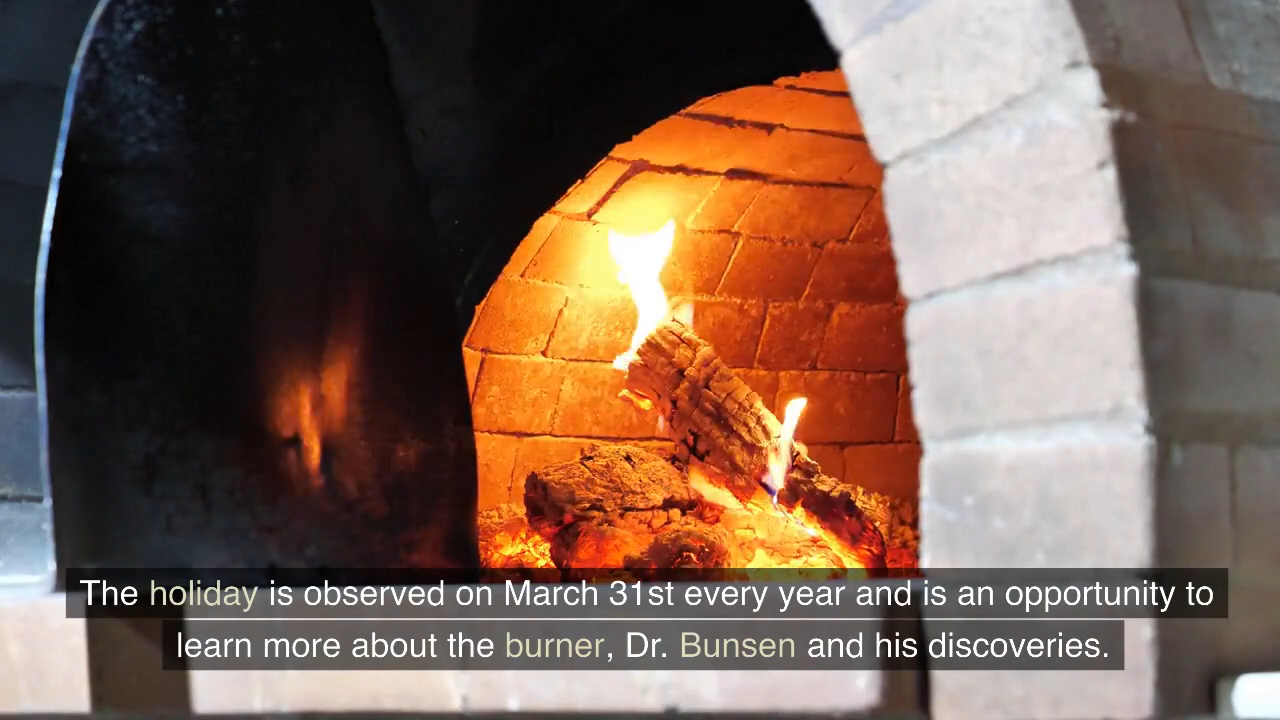 The holiday is observed on March 31st every year and is an opportunity to
learn more about the burner, Dr. Bunsen and his discoveries.